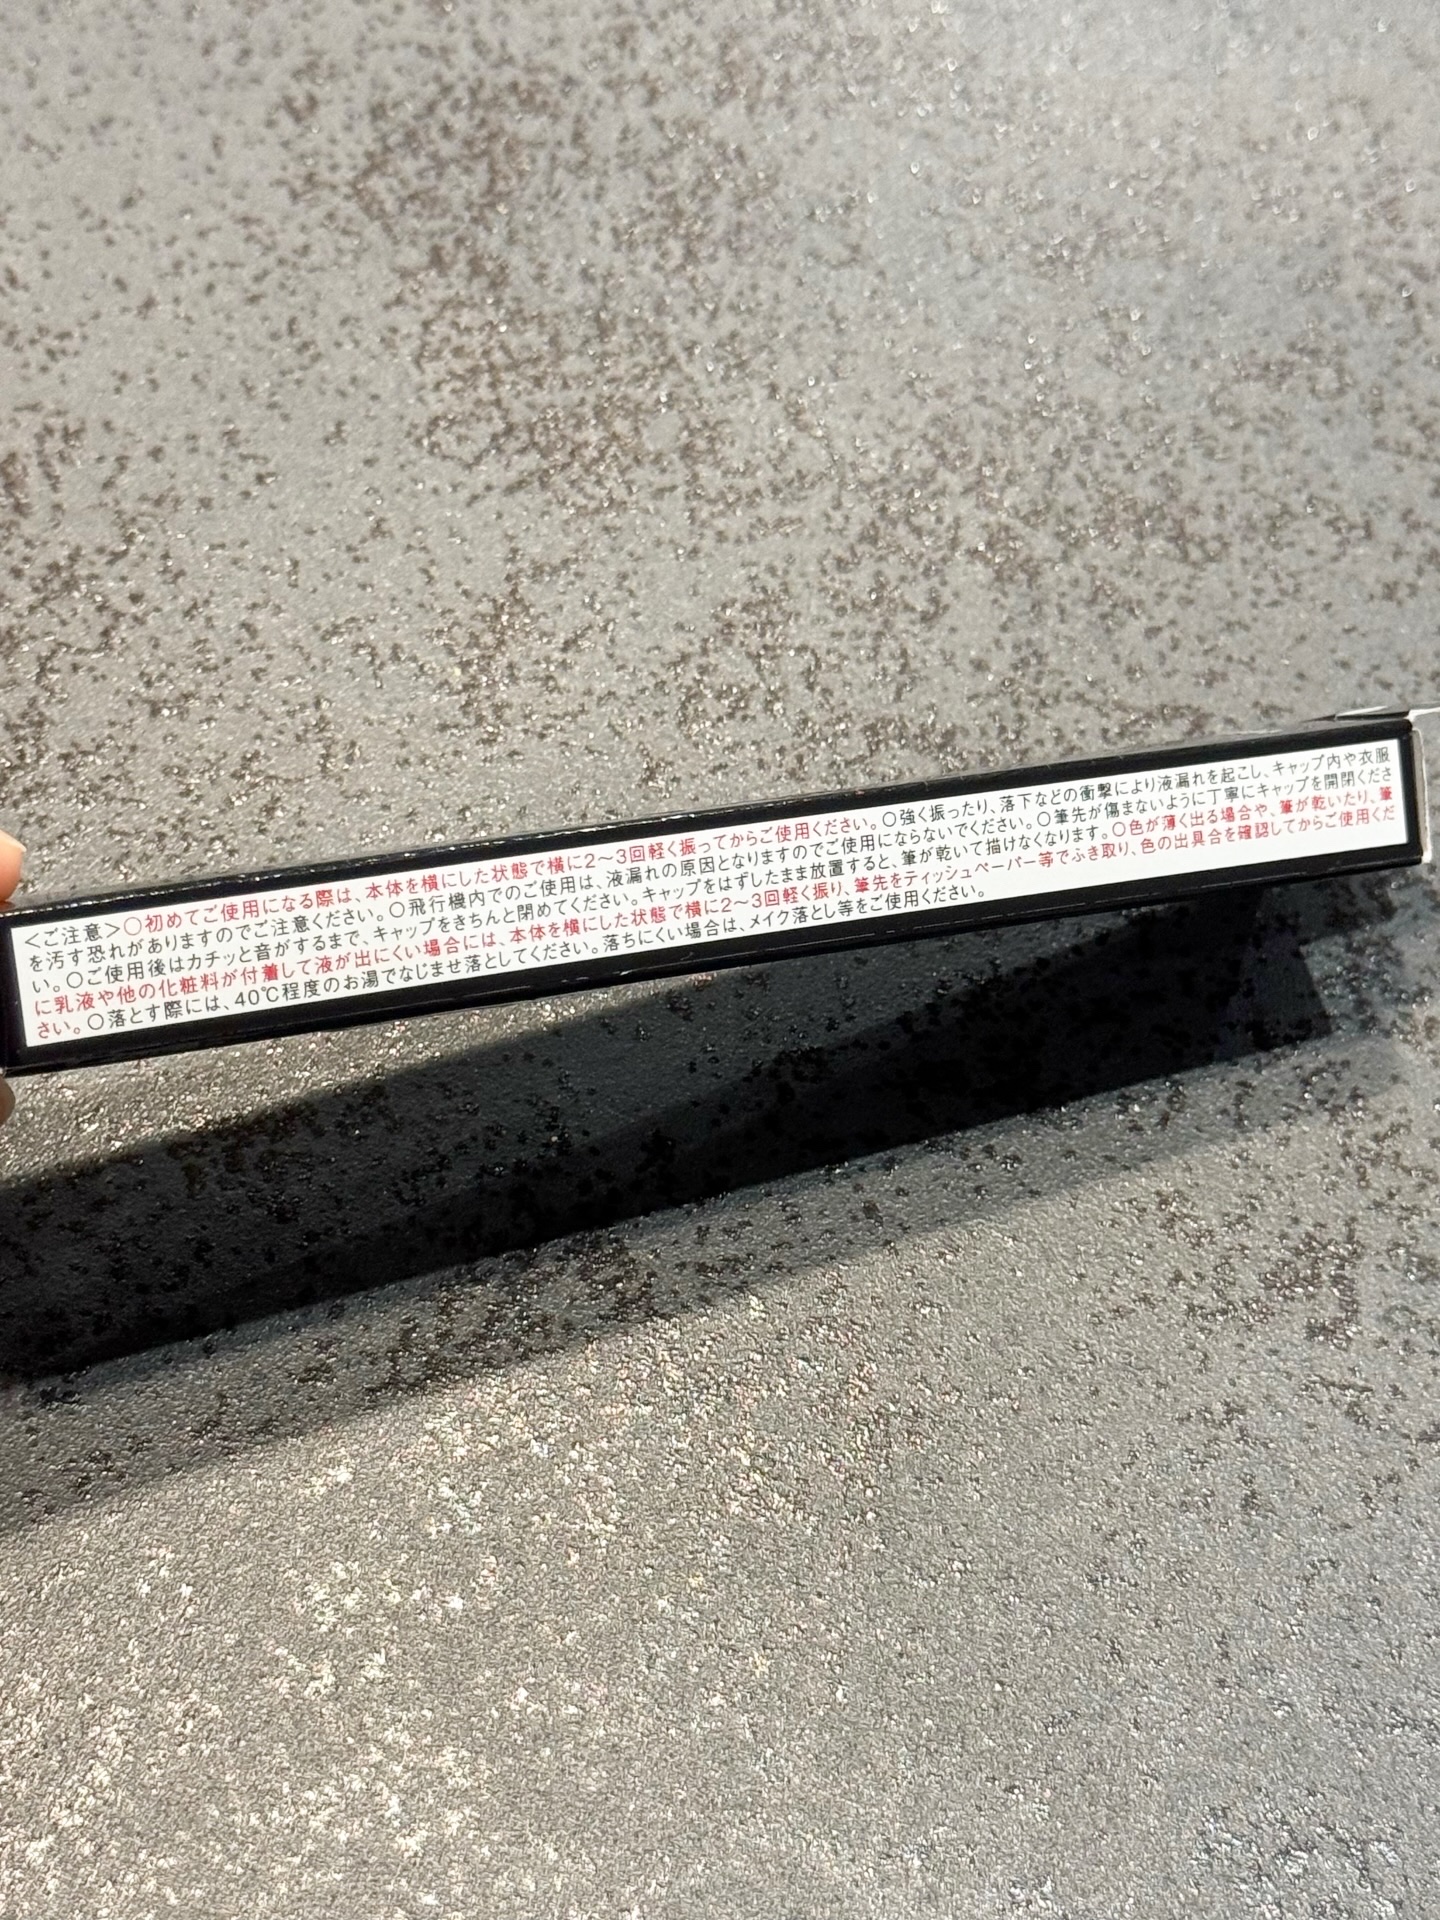 ＜ご注意＞○初めてご使用になる際は、本体を横にした状態で横に2～3回軽く振ってからご使用ください。○強く振ったり、落下などの衝撃により液漏れを起こし、キャップ内や衣服
を汚す恐れがありますのでご注意ください。○飛行機内でのご使用は、液漏れの原因となりますのでご使用にならないでください。○筆先が傷まないように丁寧にキャップを開閉くださ
い。○ご使用後はカチッと音がするまで、キャップをきちんと閉めてください。キャップをはずしたまま放置すると、筆が乾いて描けなくなります。○色が薄く出る場合や、筆が乾いたり、筆
に乳液や他の化粧料が付着して液が出にくい場合には、本体を横にした状態で横に2～3回軽く振り、筆先をティッシュペーパー等でふき取り、色の出具合を確認してからご使用くだ
さい。○落とす際には、40℃程度のお湯でなじませ落としてください。落ちにくい場合は、メイク落とし等をご使用ください。